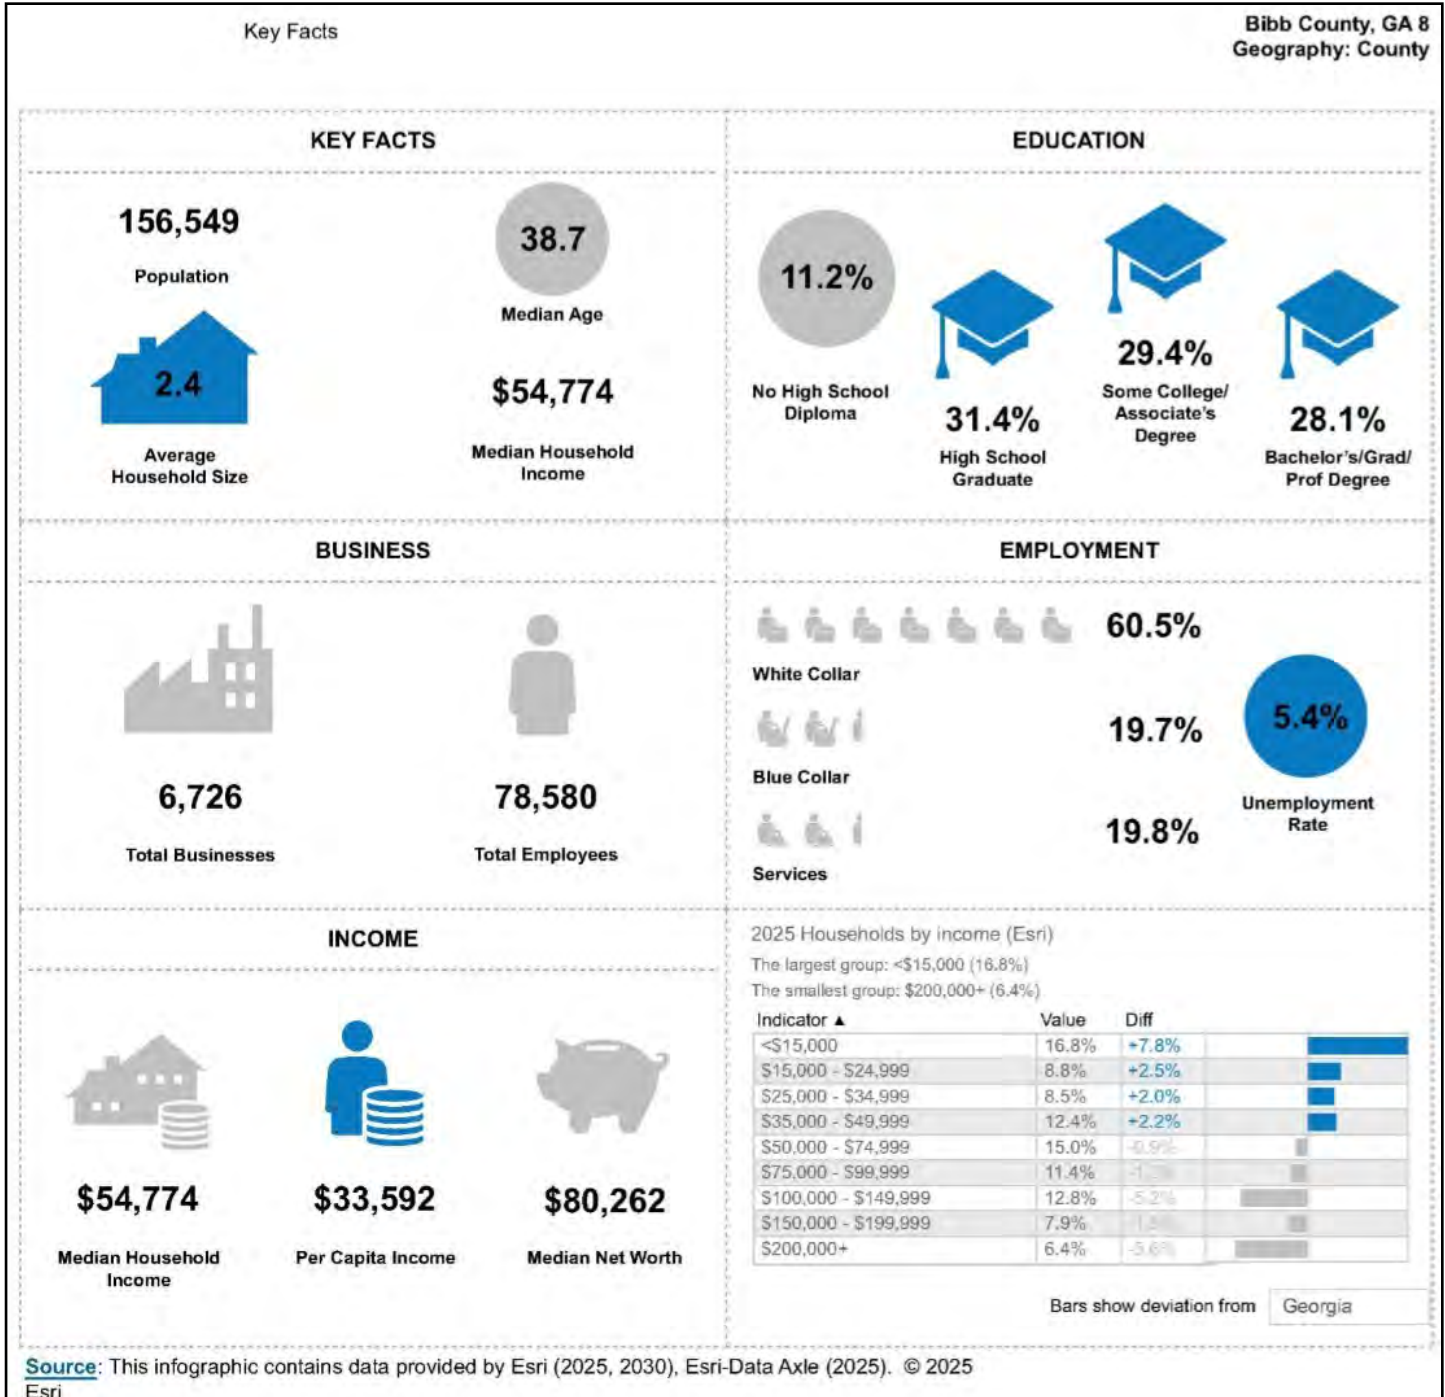 Key Facts
Bibb County, GA 8
Geography: County
KEY FACTS
156,549
Population
38.7
Median Age
2.4
Average
Household Size
$54,774
Median Household
Income
EDUCATION
11.2%
No High School
Diploma
31.4%
High School
Graduate
29.4%
Some College/
Associate's
Degree
28.1%
Bachelor's/Grad/
Prof Degree
BUSINESS
6,726
Total Businesses
78,580
Total Employees
EMPLOYMENT
60.5%
White Collar
19.7%
Blue Collar
19.8%
Services
5.4%
Unemployment
Rate
INCOME
$54,774
Median Household
Income
$33,592
Per Capita Income
$80,262
Median Net Worth
2025 Households by income (Esri)
The largest group: <$15,000 (16.8%)
The smallest group: $200,000+ (6.4%)
Indicator ▲ Value Diff
<$15,000 16.8% +7.8%
$15,000 - $24,999 8.8% +2.5%
$25,000 - $34,999 8.5% +2.0%
$35,000 - $49,999 12.4% +2.2%
$50,000 - $74,999 15.0% -0.9%
$75,000 - $99,999 11.4%
$100,000 - $149,999 12.8% -5.2%
$150,000 - $199,999 7.9%
$200,000+ 6.4% -5.6%
Bars show deviation from Georgia
Source: This infographic contains data provided by Esri (2025, 2030), Esri-Data Axle (2025). © 2025
Esri